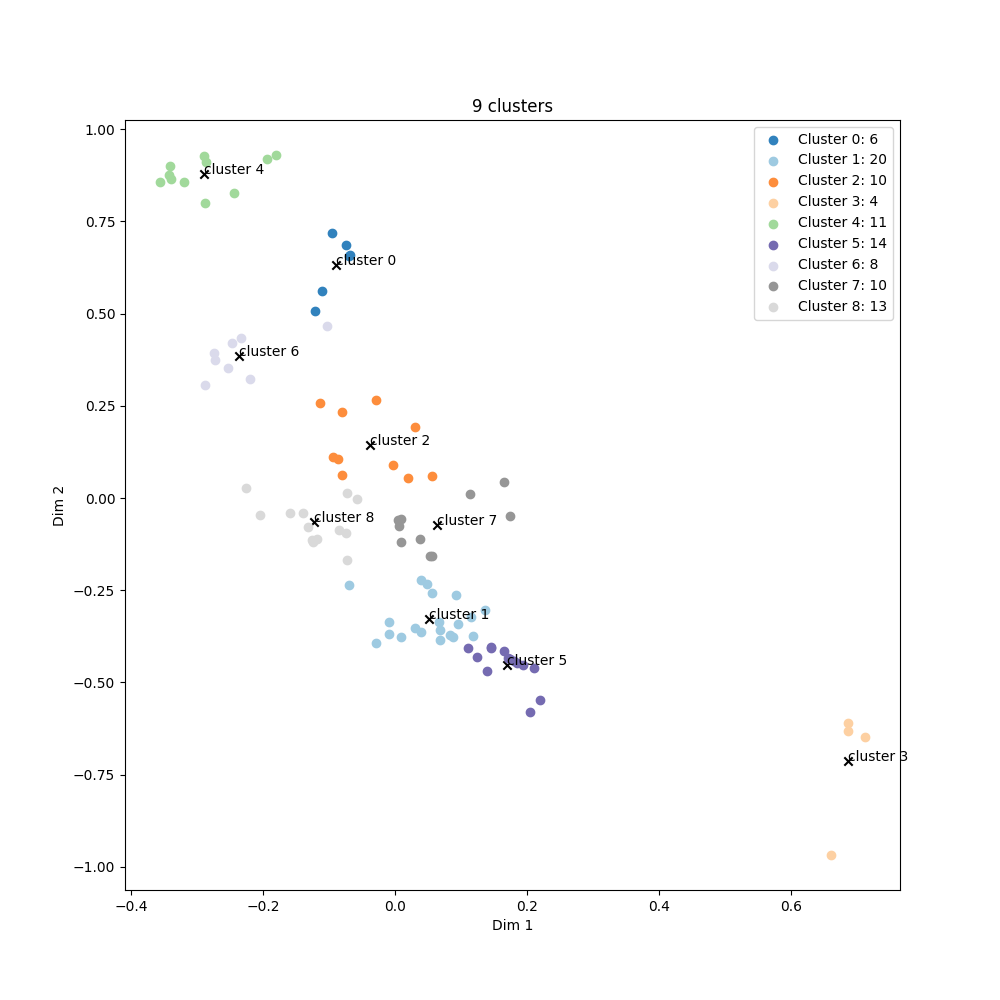 9 clusters
1.00
0.75
0.50
0.25
0.00
−0.25
−0.50
−0.75
−1.00
Dim 2
−0.4
−0.2
0.0
0.2
0.4
0.6
Dim 1
Cluster 0: 6
Cluster 1: 20
Cluster 2: 10
Cluster 3: 4
Cluster 4: 11
Cluster 5: 14
Cluster 6: 8
Cluster 7: 10
Cluster 8: 13
cluster 4
cluster 0
cluster 6
cluster 2
cluster 8
cluster 7
cluster 1
cluster 5
cluster 3